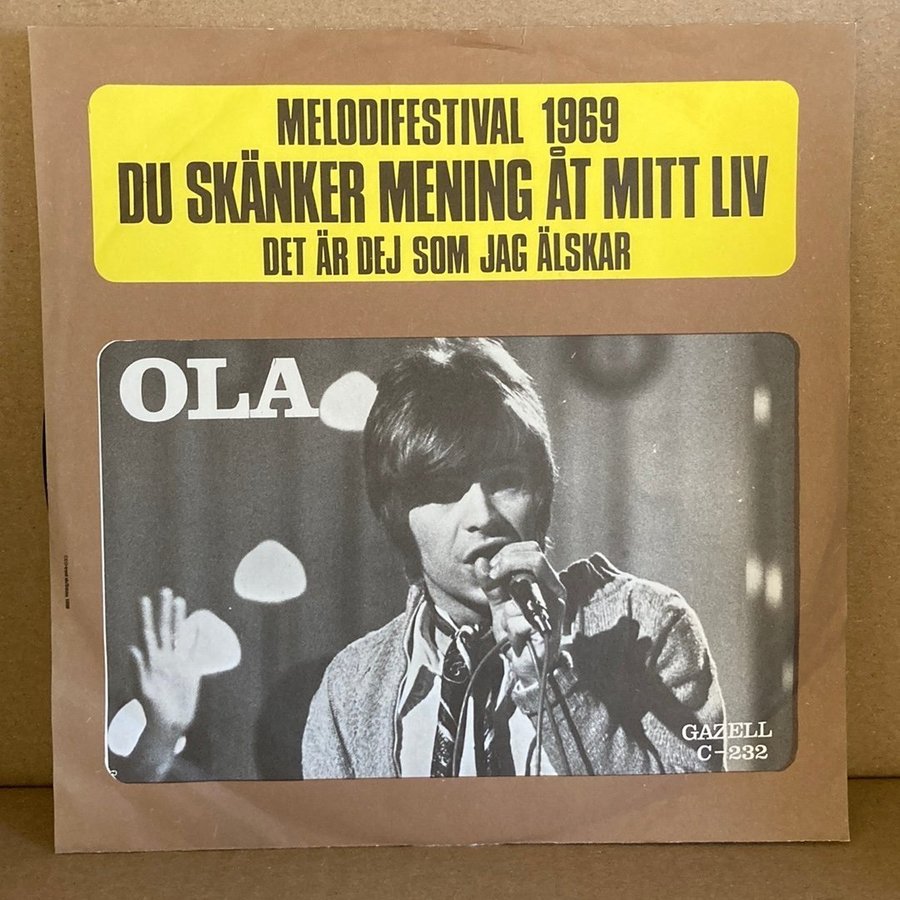 MELODIFESTIVAL 1969
DU SKÄNKER MENING ÅT MITT LIV
DET ÄR DEJ SOM JAG ÄLSKAR
OLA
GAZELL
C-232